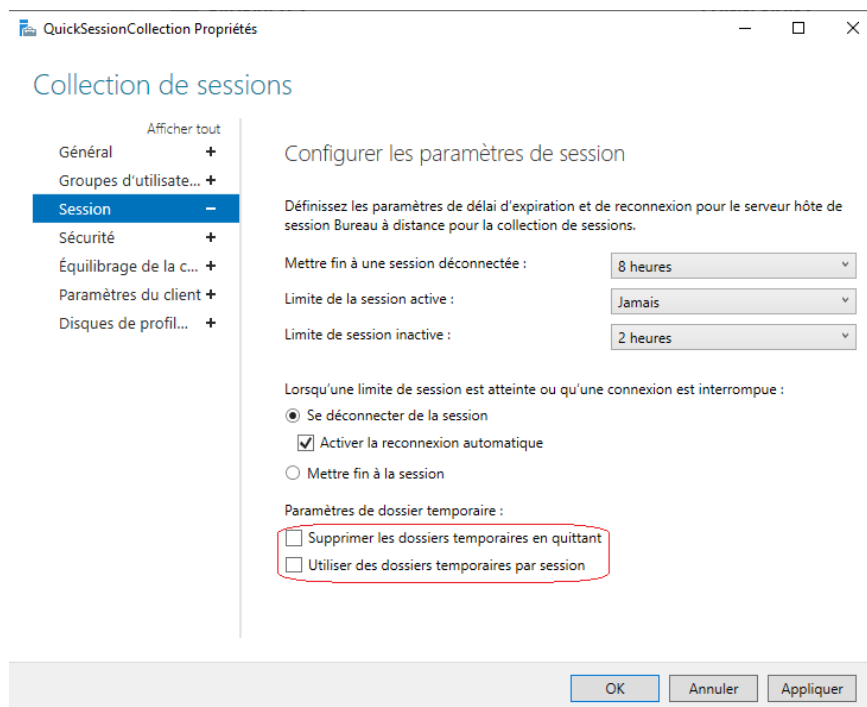 QuickSessionCollection Propriétés
Collection de sessions
Afficher tout
Général +
Groupes d'utilisate... +
Session –
Sécurité +
Équilibrage de la c... +
Paramètres du client +
Disques de profil... +
Configurer les paramètres de session
Définissez les paramètres de délai d'expiration et de reconnexion pour le serveur hôte de
session Bureau à distance pour la collection de sessions.
Mettre fin à une session déconnectée : 8 heures
Limite de la session active : Jamais
Limite de session inactive : 2 heures
Lorsqu'une limite de session est atteinte ou qu'une connexion est interrompue :
Se déconnecter de la session
Activer la reconnexion automatique
Mettre fin à la session
Paramètres de dossier temporaire :
Supprimer les dossiers temporaires en quittant
Utiliser des dossiers temporaires par session
OK Annuler Appliquer